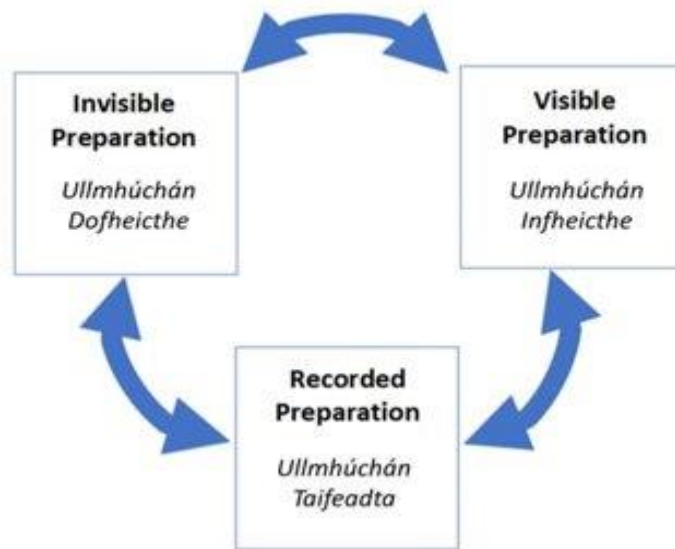 Invisible
Preparation
Ullmhúchán
Dofheicthe
Visible
Preparation
Ullmhúchán
Infheicthe
Recorded
Preparation
Ullmhúchán
Taifeadta